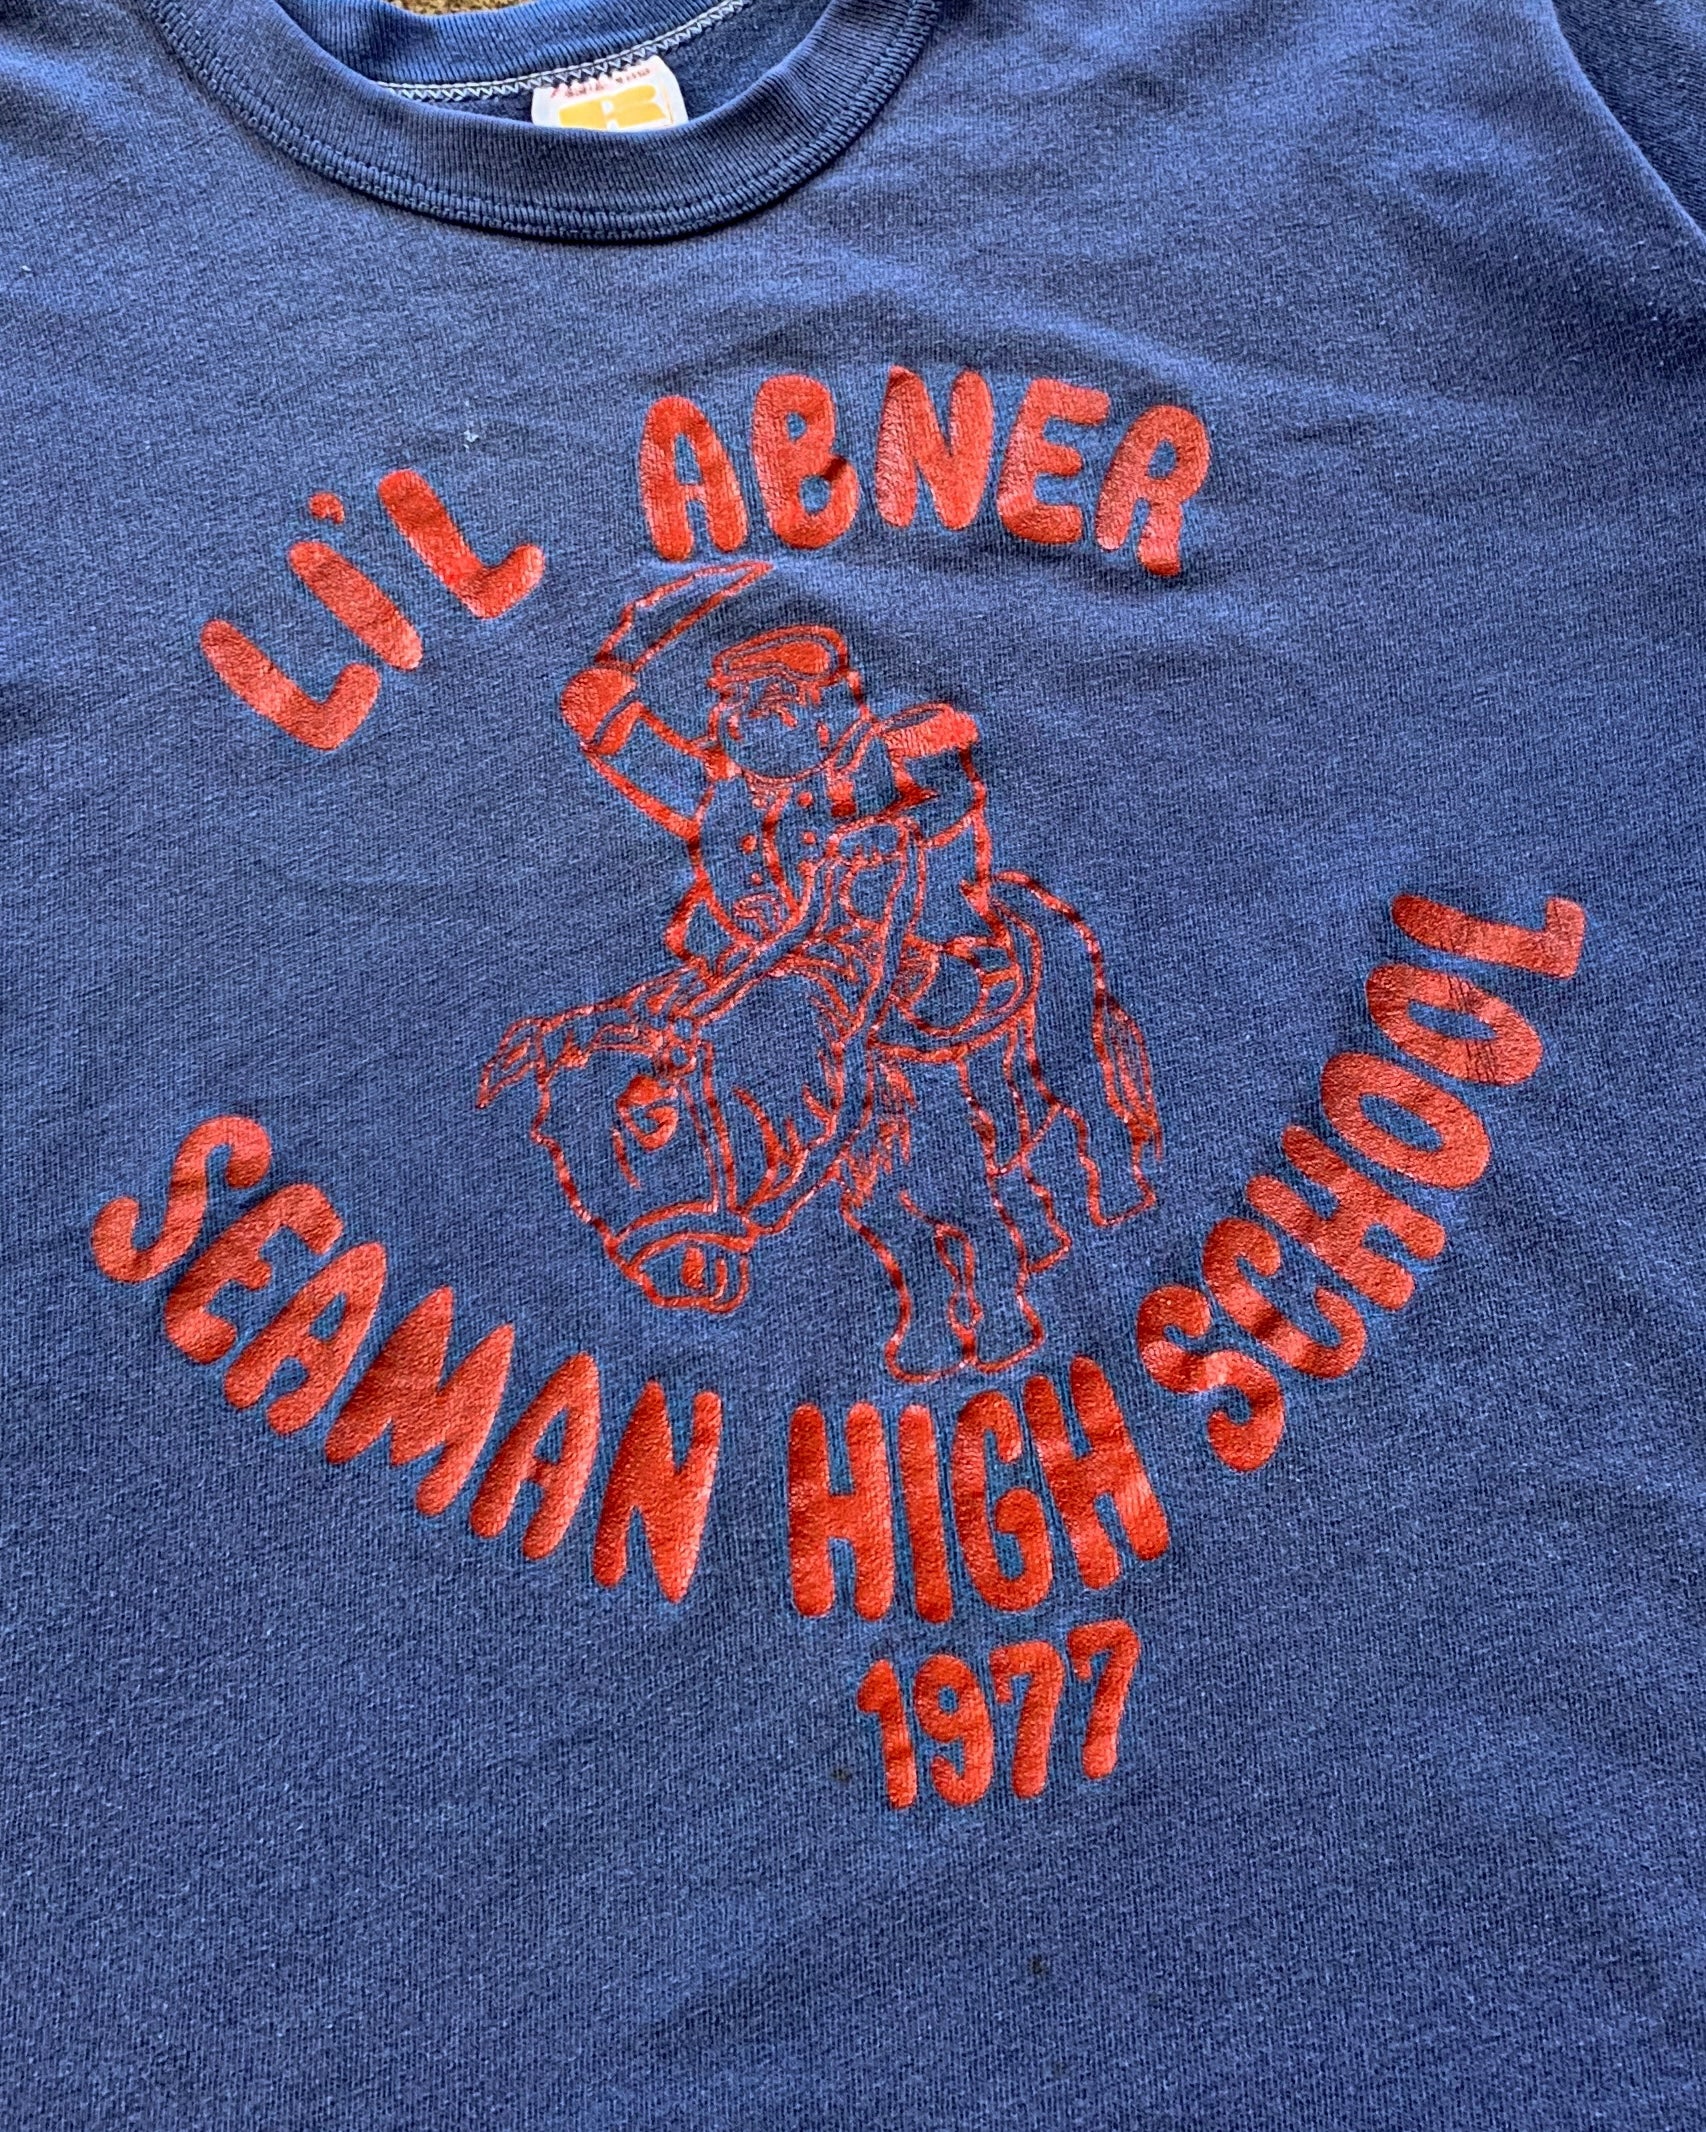 LI'L ABNER
SEAMAN HIGH SCHOOL
1977